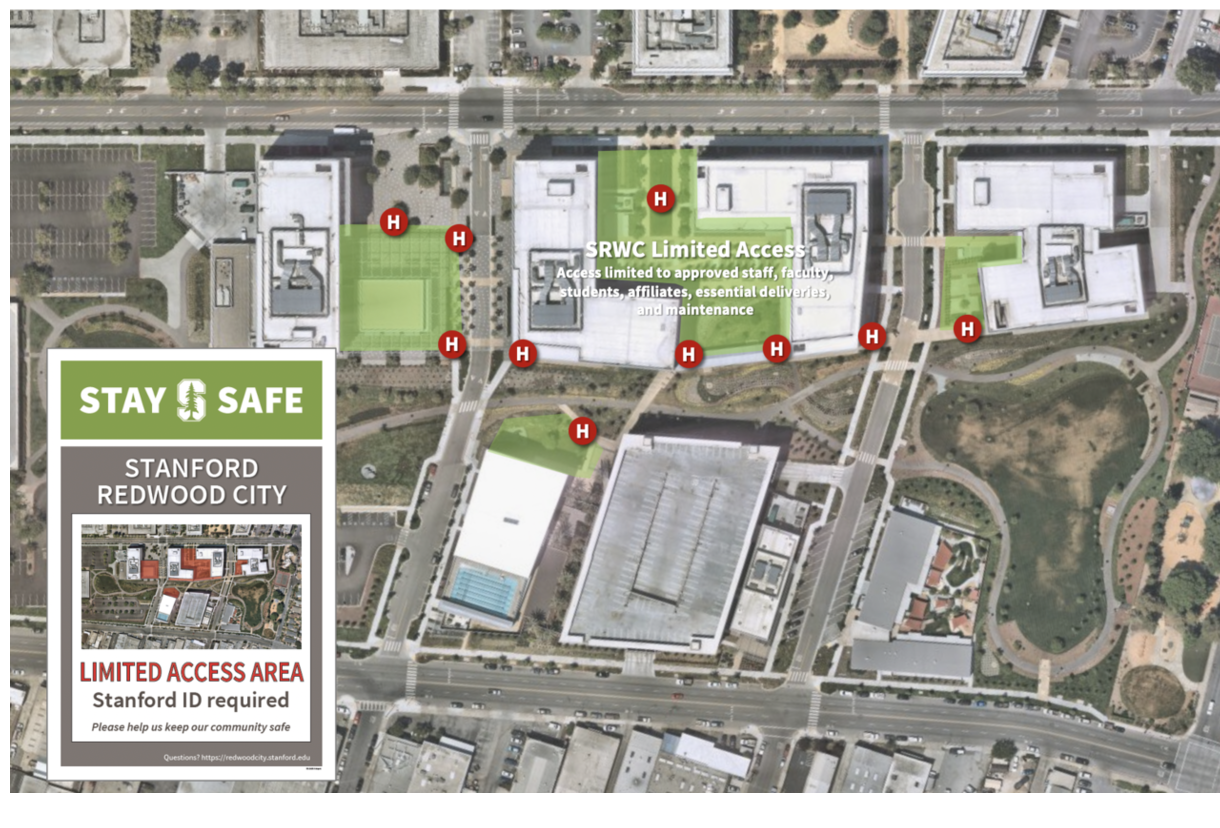 H
H
H
SRWC Limited Access
Access limited to approved staff, faculty,
students, affiliates, essential deliveries,
and maintenance
H
H
H
H
H
H
H
H
STAY S SAFE
STANFORD
REDWOOD CITY
LIMITED ACCESS AREA
Stanford ID required
Please help us keep our community safe
Questions? https://redwoodcity.stanford.edu